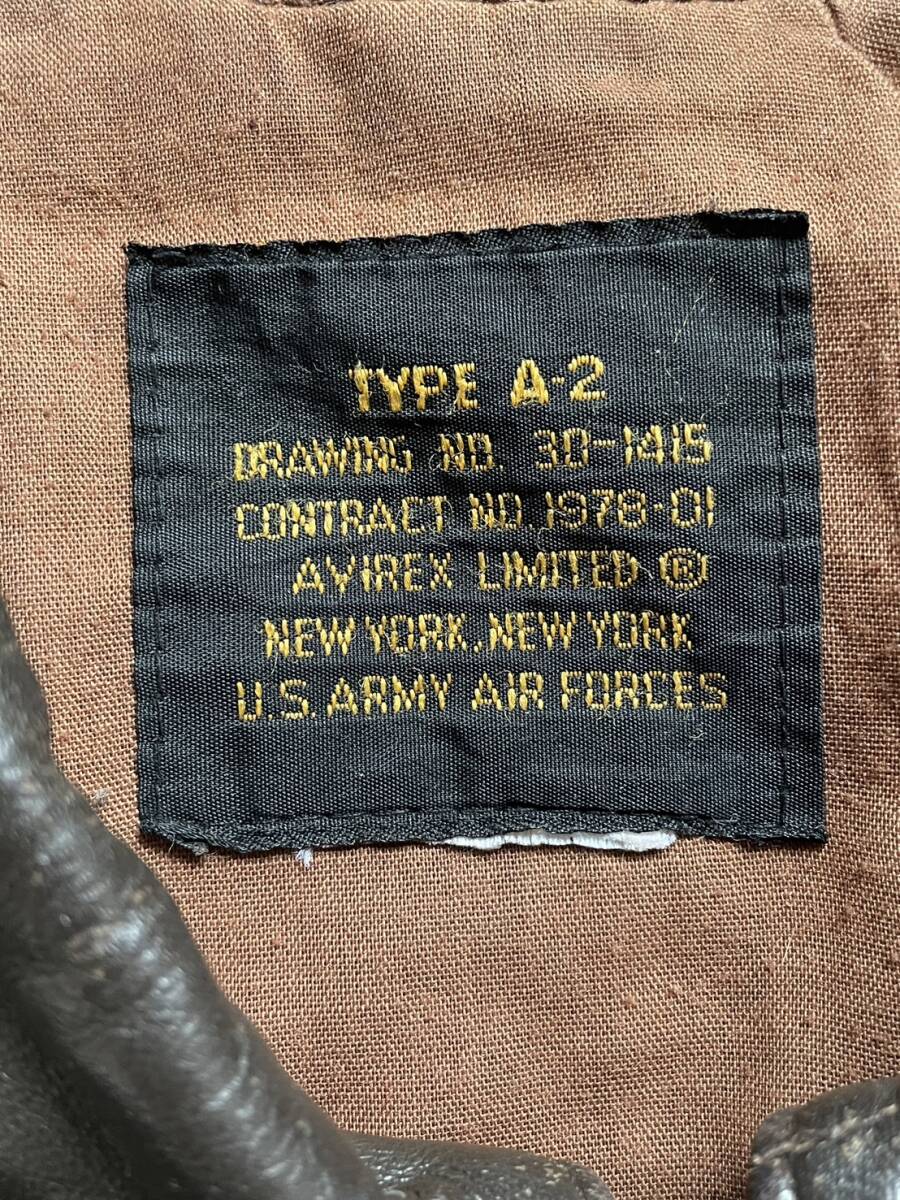 TYPE A-2
DRAWING NO. 30-1415
CONTRACT NO. 1978-01
AVIREX LIMITED ®
NEW YORK, NEW YORK
U.S. ARMY AIR FORCES